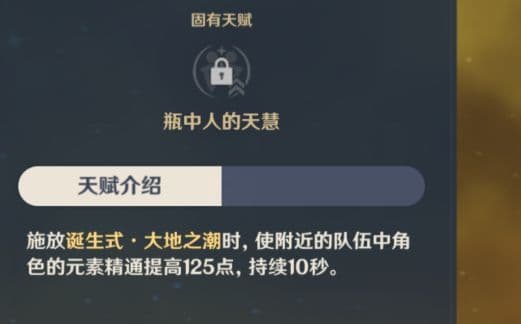 固有天赋
瓶中人的天慧
天赋介绍
施放诞生式·大地之潮时，使附近的队伍中角
色的元素精通提高125点，持续10秒。